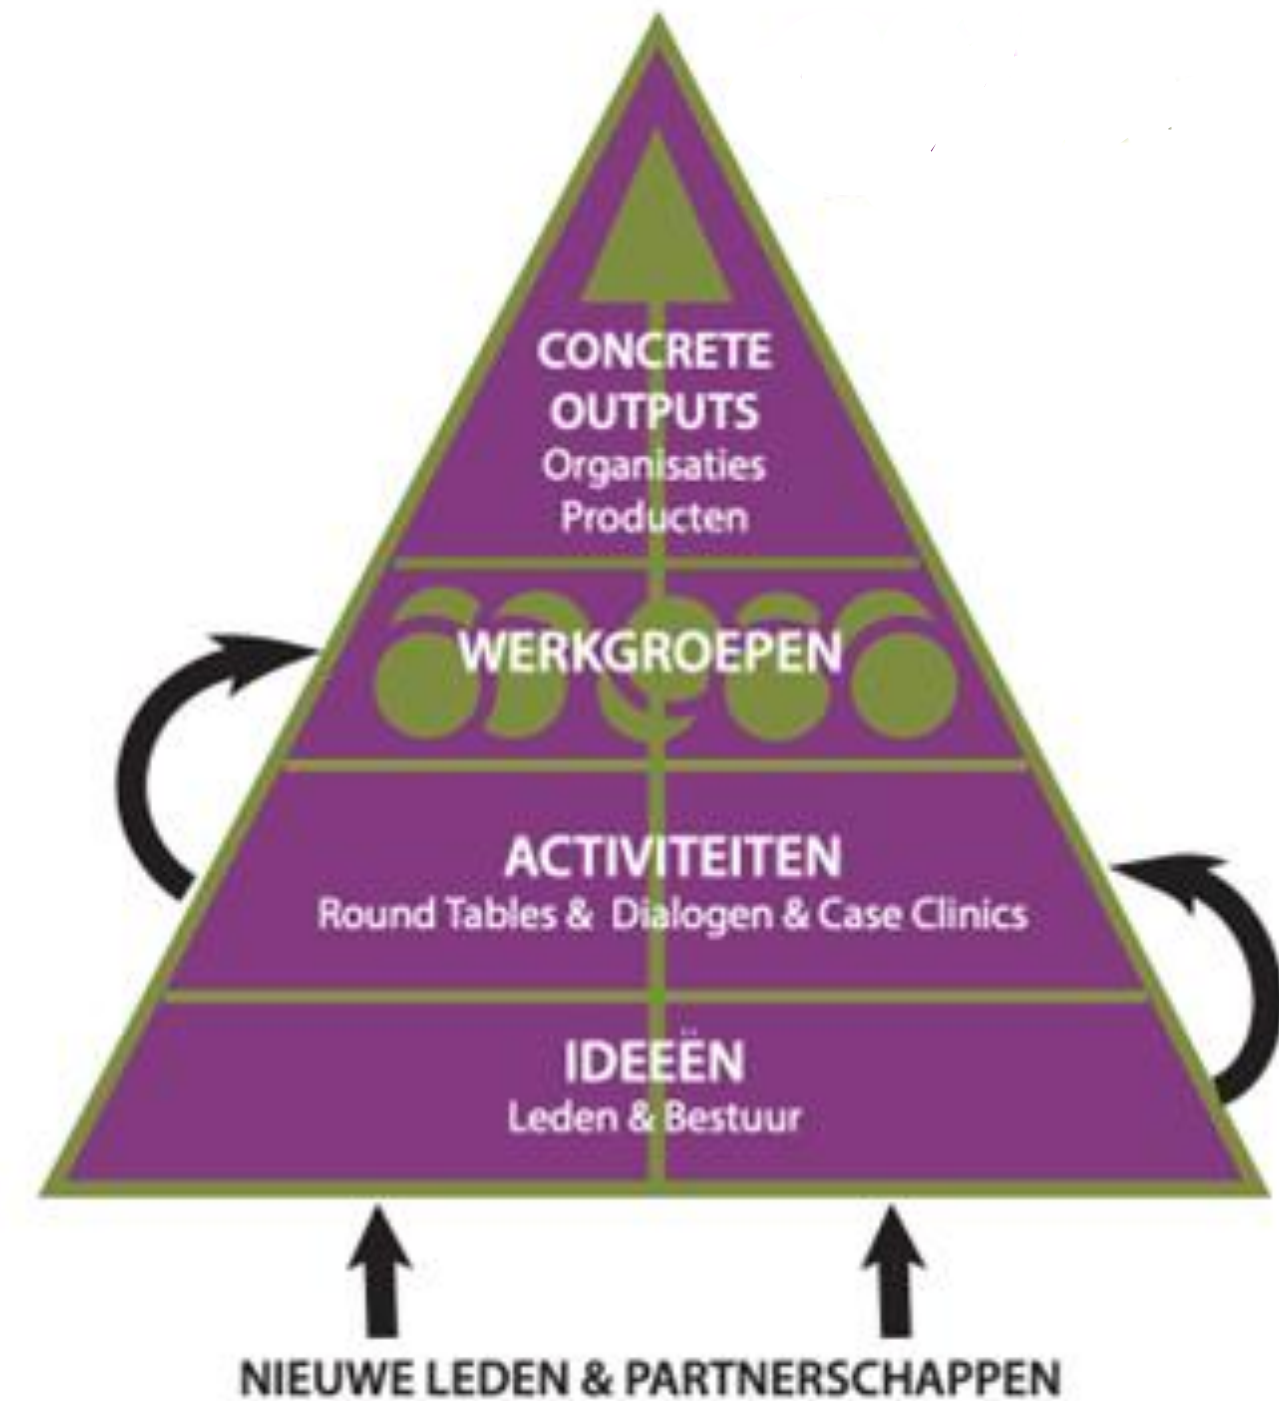 CONCRETE
OUTPUTS
Organisaties
Producten
WERKGROEPEN
ACTIVITEITEN
Round Tables & Dialogen & Case Clinics
IDEEËN
Leden & Bestuur
NIEUWE LEDEN & PARTNERSCHAPPEN